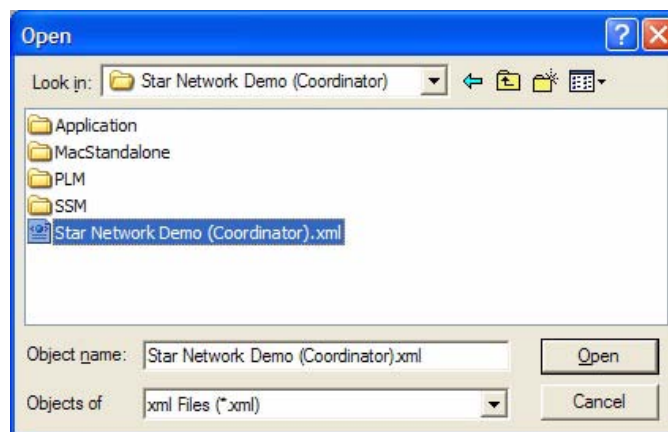 Open
Look in: Star Network Demo (Coordinator)
Application
MacStandalone
PLM
SSM
Star Network Demo (Coordinator).xml
Object name: Star Network Demo (Coordinator).xml Open
Objects of xml Files (*.xml) Cancel